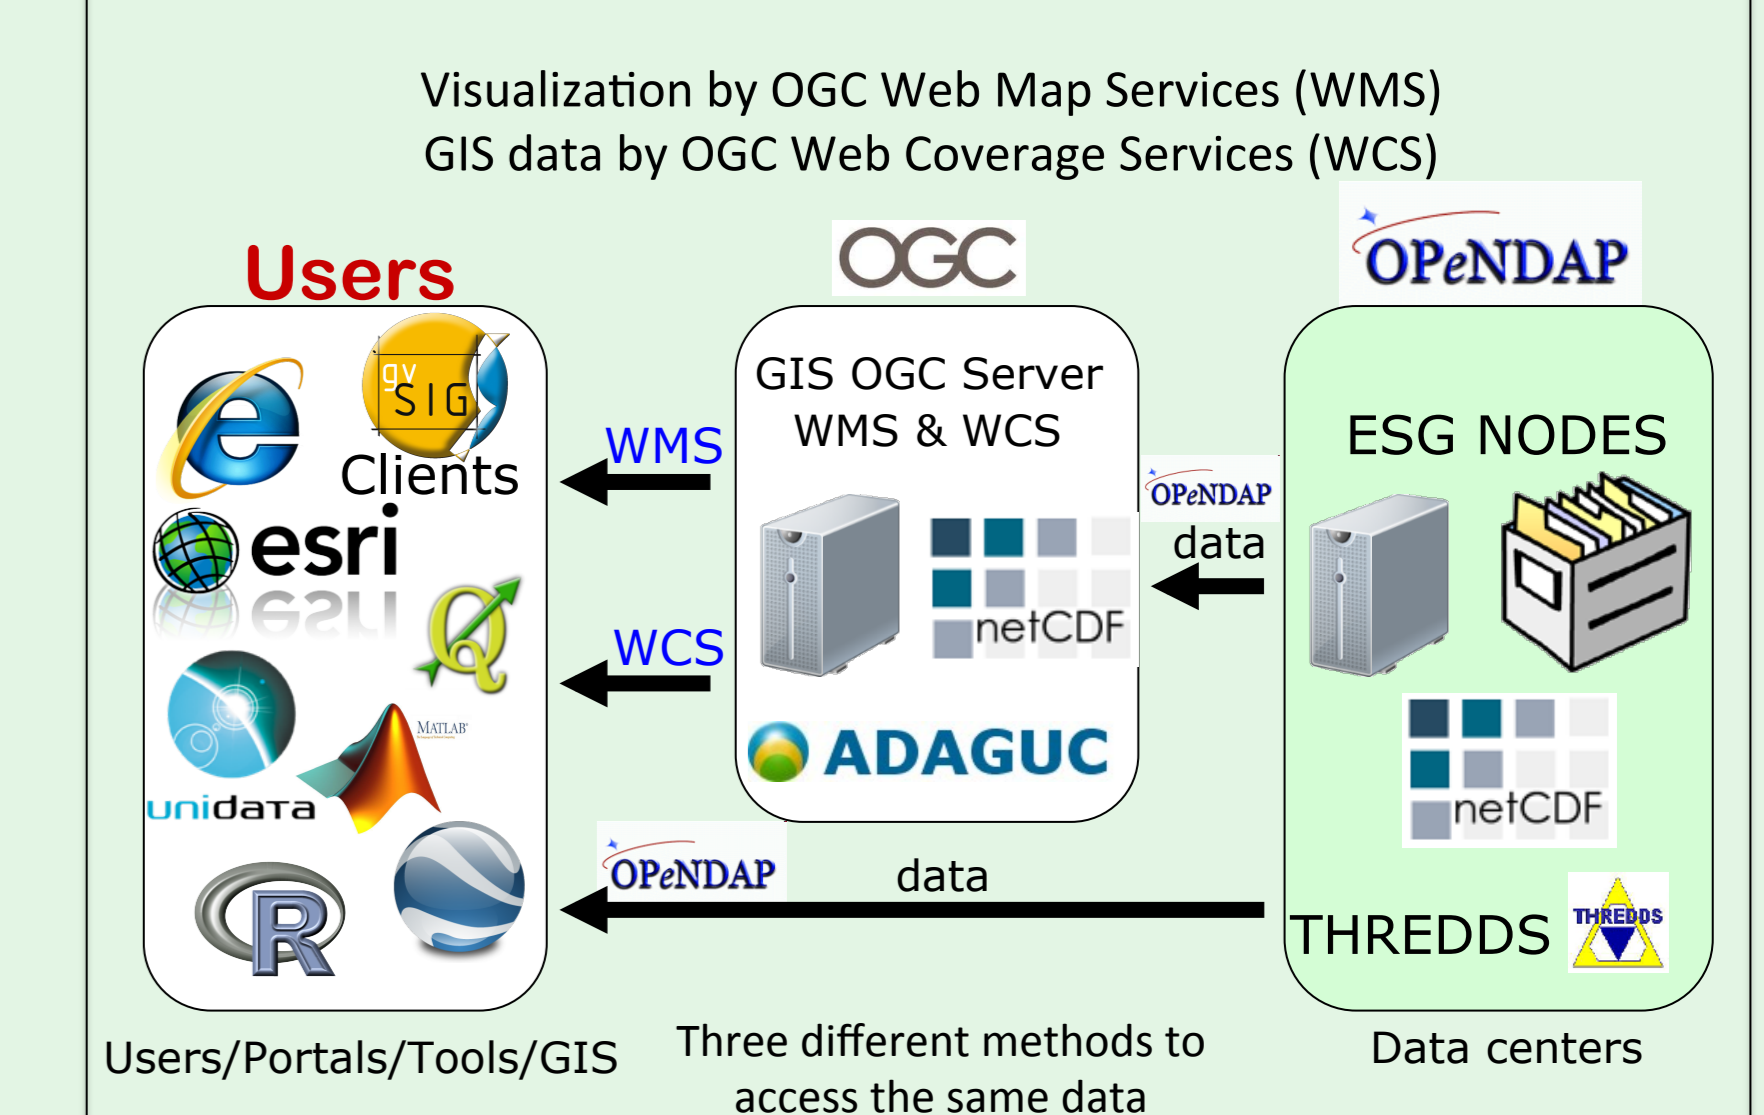 Visualization by OGC Web Map Services (WMS)
GIS data by OGC Web Coverage Services (WCS)
OGC
OPeNDAP
Users
gv
SIG
Clients
esri
unidata
MATLAB
R
WMS
WCS
GIS OGC Server
WMS & WCS
netCDF
ADAGUC
OPeNDAP
data
OPeNDAP
data
ESG NODES
netCDF
THREDDS
THREDDS
Users/Portals/Tools/GIS
Three different methods to
access the same data
Data centers